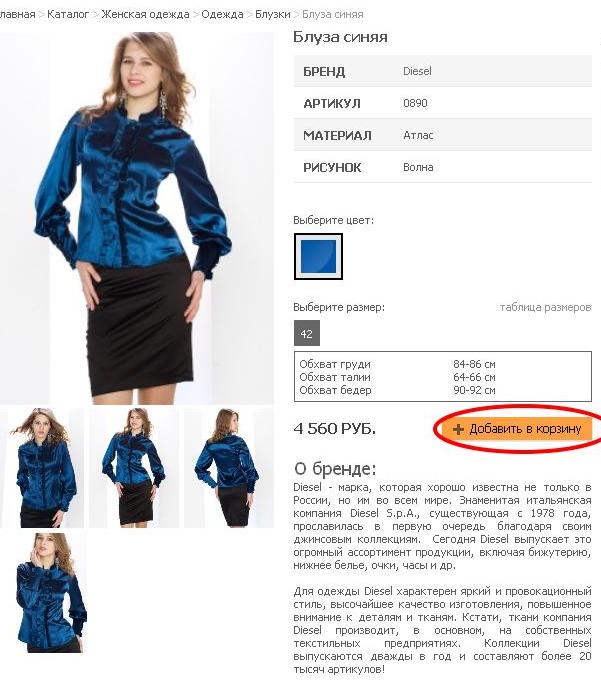 лавная > Каталог > Женская одежда > Одежда > Блузки > Блуза синяя
Блуза синяя
БРЕНД Diesel
АРТИКУЛ 0890
МАТЕРИАЛ Атлас
РИСУНОК Волна
Выберите цвет:
Выберите размер: таблица размеров
42
Обхват груди 84-86 см
Обхват талии 64-66 см
Обхват бедер 90-92 см
4 560 РУБ. + Добавить в корзину
О бренде:
Diesel - марка, которая хорошо известна не только в
России, но им во всем мире. Знаменитая итальянская
компания Diesel S.p.A., существующая с 1978 года,
прославилась в первую очередь благодаря своим
джинсовым коллекциям. Сегодня Diesel выпускает это
огромный ассортимент продукции, включая бижутерию,
нижнее белье, очки, часы и др.
Для одежды Diesel характерен яркий и провокационный
стиль, высочайшее качество изготовления, повышенное
внимание к деталям и тканям. Кстати, ткани компания
Diesel производит, в основном, на собственных
текстильных предприятиях. Коллекции Diesel
выпускаются дважды в год и составляют более 20
тысяч артикулов!